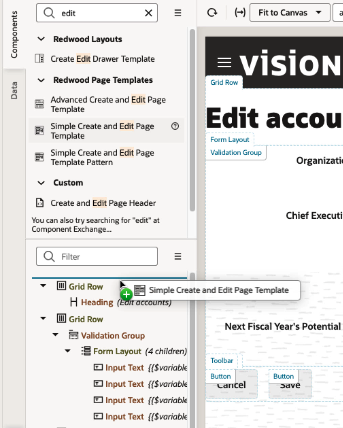 Components
Data
edit
Redwood Layouts
Create Edit Drawer Template
Redwood Page Templates
Advanced Create and Edit Page
Template
Simple Create and Edit Page
Template
Simple Create and Edit Page
Template Pattern
Custom
Create and Edit Page Header
You can also try searching for "edit" at
Component Exchange...
Filter
Grid Row
Simple Create and Edit Page Template
Heading (Edit accounts)
Grid Row
Validation Group
Form Layout (4 children)
Input Text {{$variable
Input Text {{$variable
Input Text {{$variable
Input Text {{$variable
Fit to Canvas
VISION
Grid Row
Edit accou
Form Layout
Validation Group
Organizati
Chief Executi
Next Fiscal Year's Potential
Toolbar
Button
Button
Cancel
Save